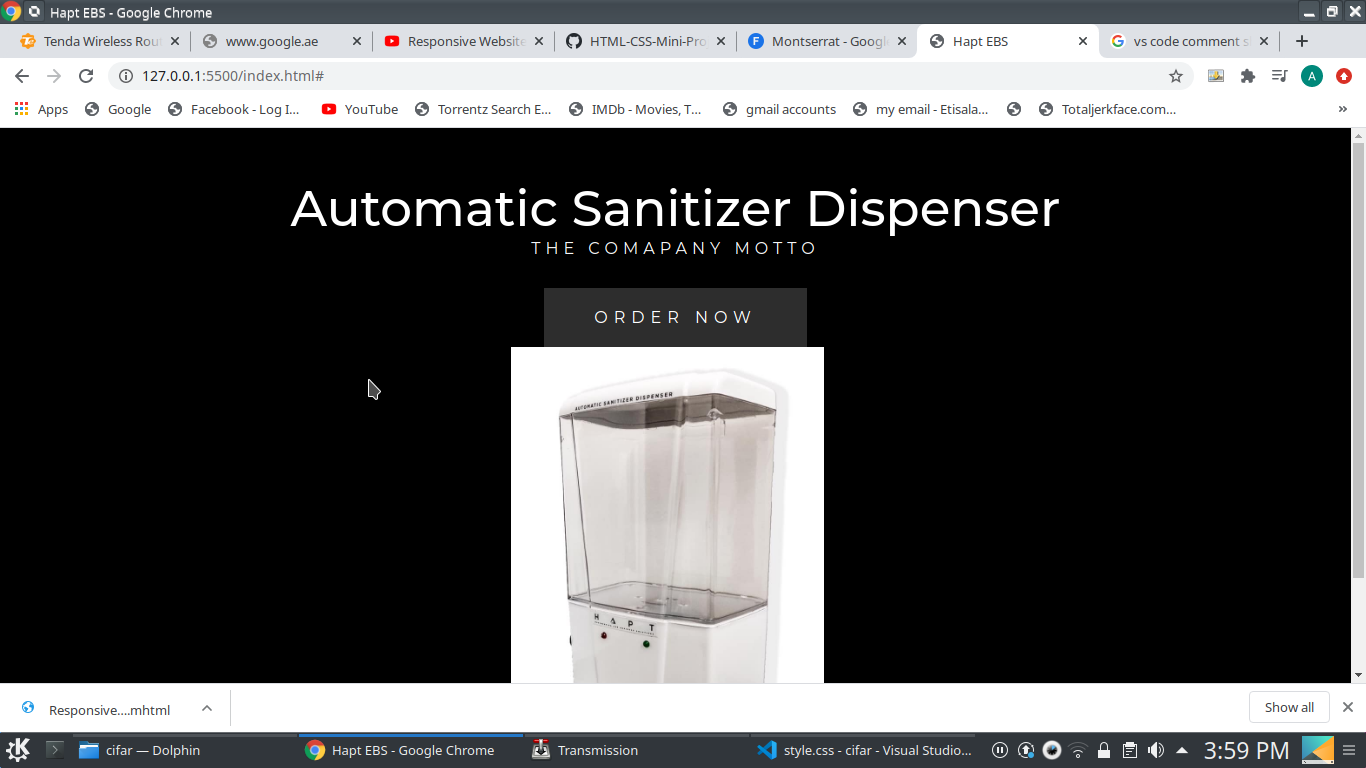 Hapt EBS - Google Chrome
Tenda Wireless Rou
www.google.ae
Responsive Website
HTML-CSS-Mini-Pro
Montserrat - Googl
Hapt EBS
vs code comment s
127.0.0.1:5500/index.html#
A
Apps
Google
Facebook - Log I...
YouTube
Torrentz Search E...
IMDb - Movies, T...
gmail accounts
my email - Etisala...
Totaljerkface.com...
»
Automatic Sanitizer Dispenser
THE COMAPANY MOTTO
ORDER NOW
AUTOMATIC SANITIZER DISPENSER
HAPT
Responsive....mhtml
Show all
cifar — Dolphin
Hapt EBS - Google Chrome
Transmission
style.css - cifar - Visual Studio...
3:59 PM